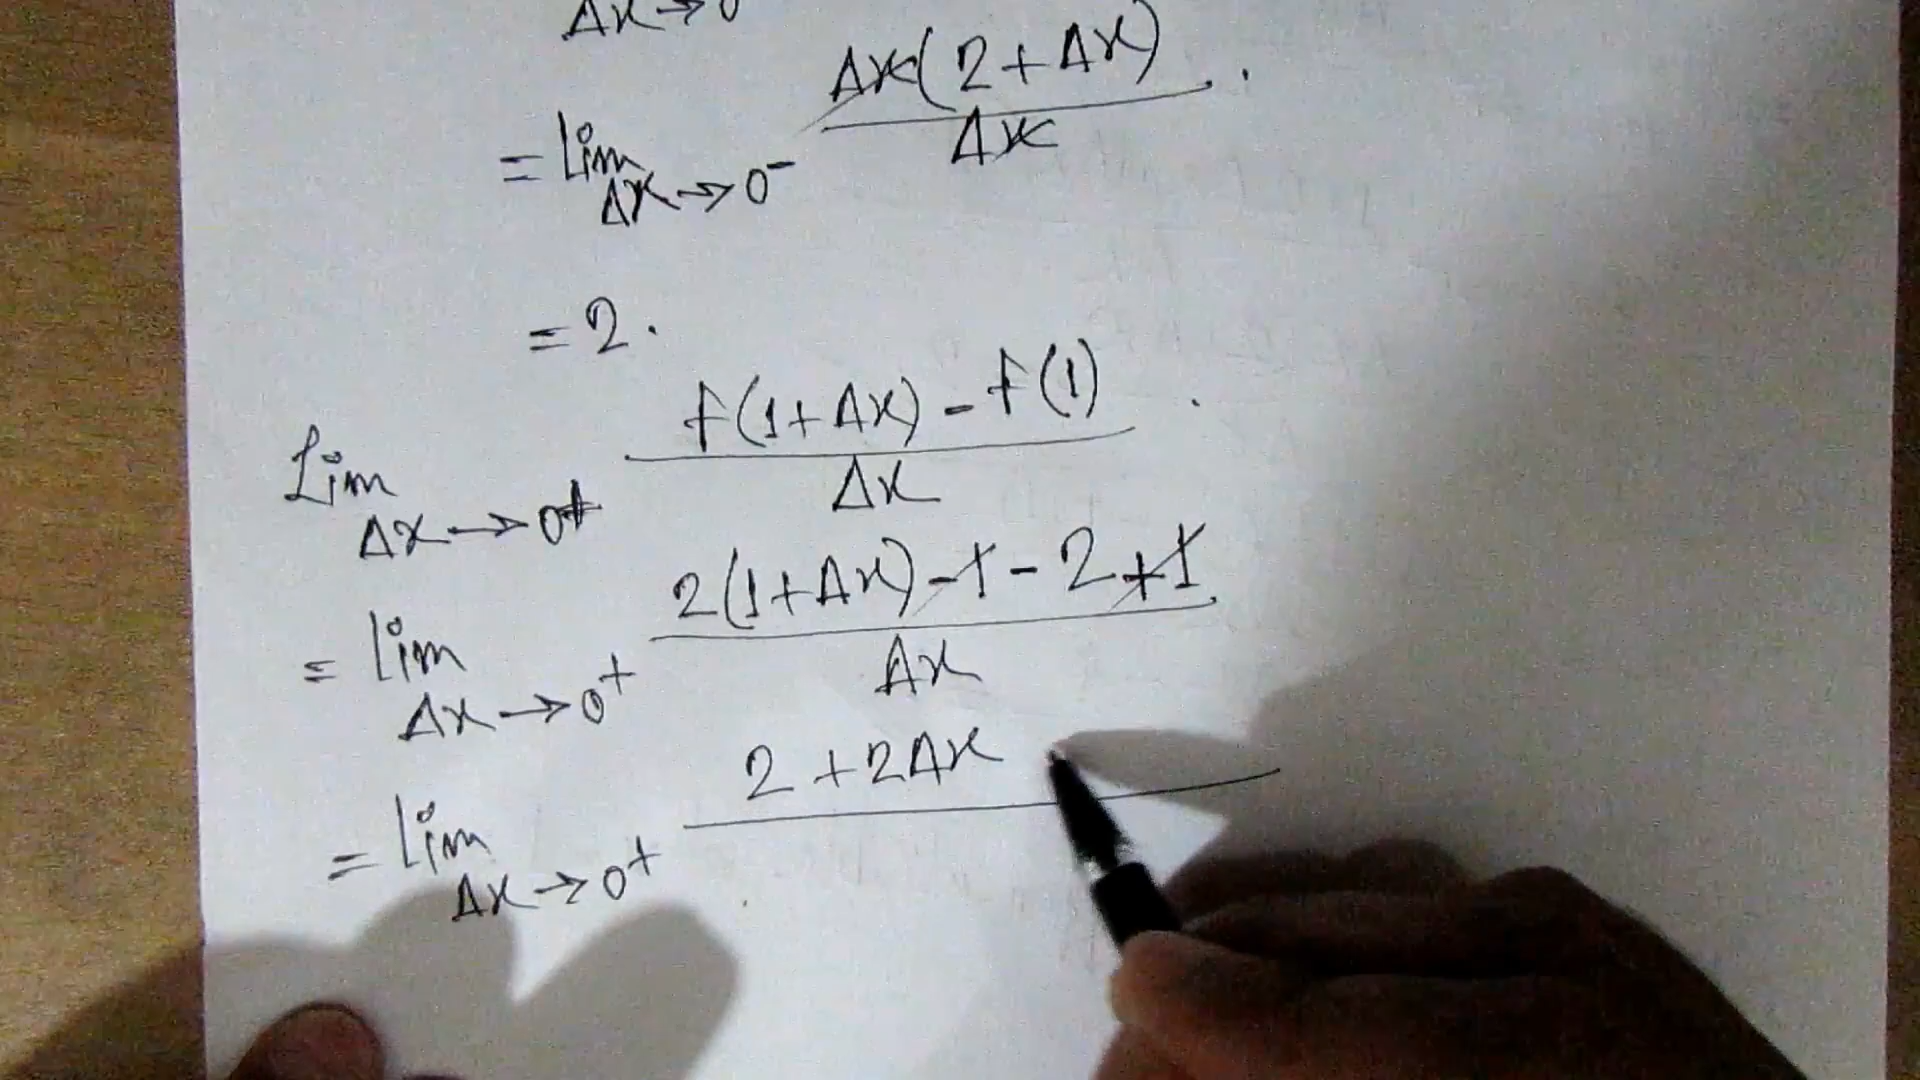 Δx→0
Δx(2+Δx)
= lim Δx→0⁻ Δx .
= 2 .
f(1+Δx) - f(1) .
Lim Δx→0+ Δx
2(1+Δx) - 1 - 2 + 1
= lim Δx→0⁺ Δx
2 + 2Δx
= lim Δx→0⁺